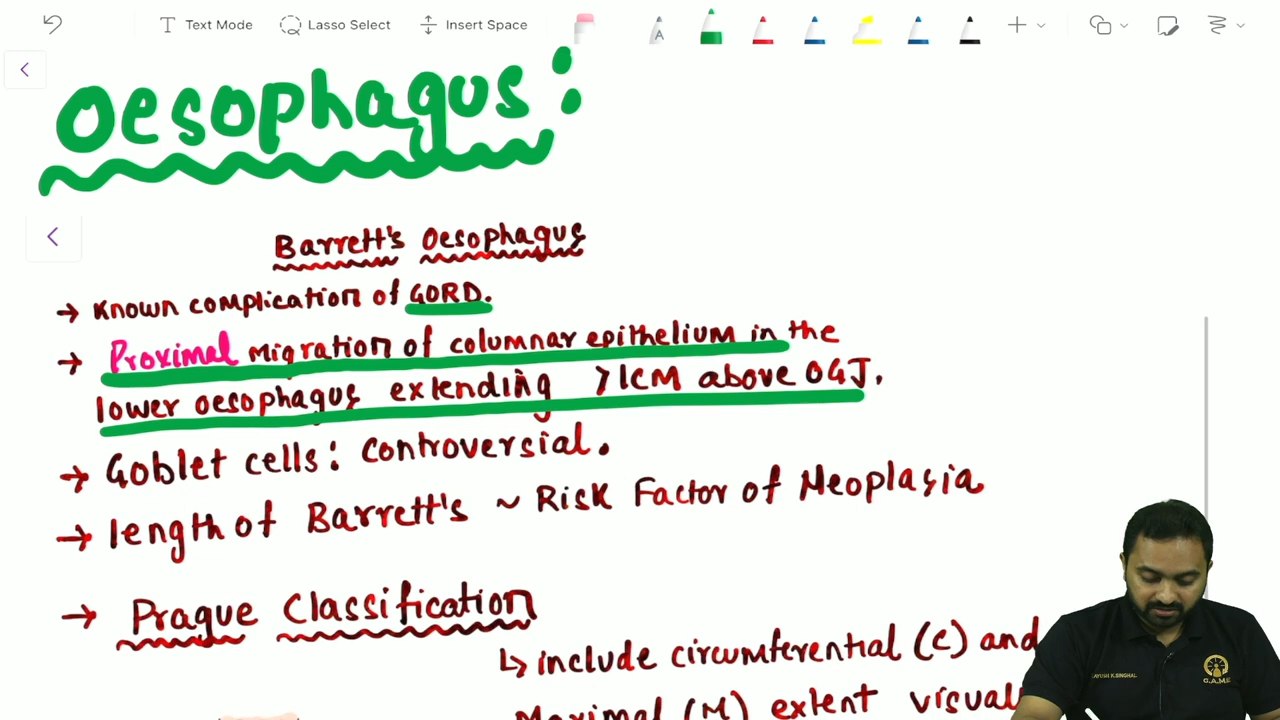 Text Mode Lasso Select Insert Space
A
Oesophagus:
Barrett's Oesophagus
→ Known complication of GORD.
→ Proximal migration of columnar epithelium in the
lower oesophagus extending >1CM above OGJ.
→ Goblet cells: controversial.
→ length of Barrett's ~ Risk Factor of Neoplasia
→ Prague Classification
↳ include circumferential (C) and
Maximal (M) extent
G.A.M.E